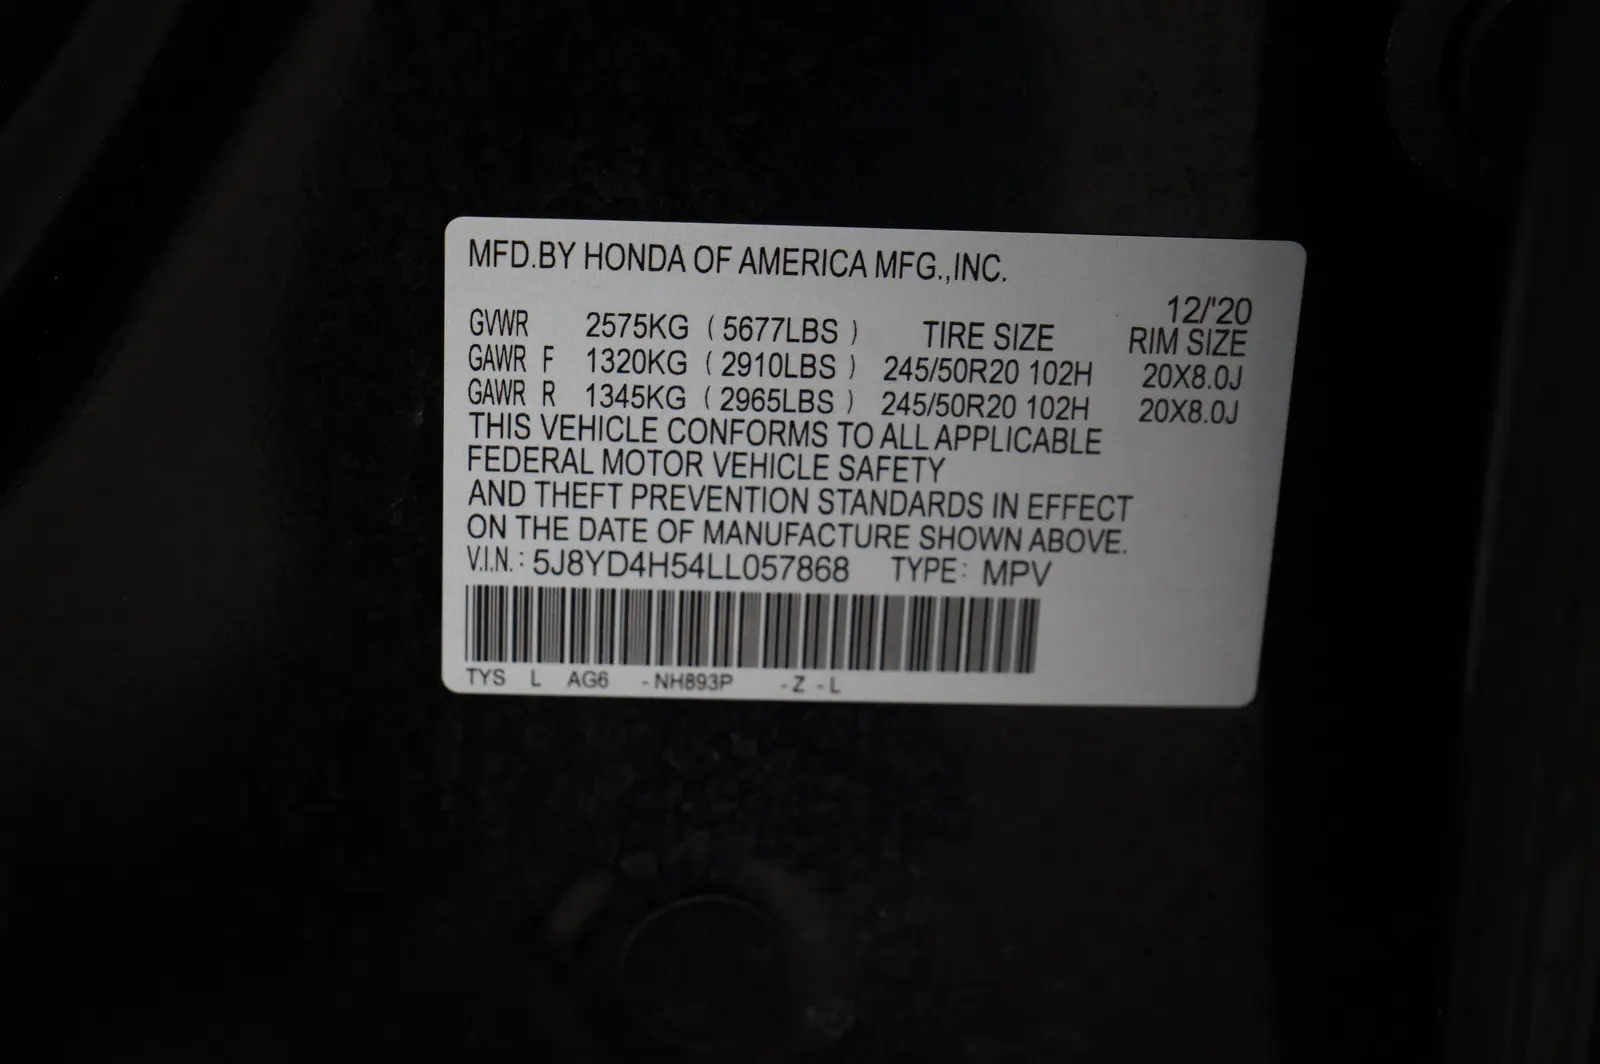 MFD.BY HONDA OF AMERICA MFG.,INC.
12/'20
GVWR 2575KG (5677LBS) TIRE SIZE RIM SIZE
GAWR F 1320KG (2910LBS) 245/50R20 102H 20X8.0J
GAWR R 1345KG (2965LBS) 245/50R20 102H 20X8.0J
THIS VEHICLE CONFORMS TO ALL APPLICABLE
FEDERAL MOTOR VEHICLE SAFETY
AND THEFT PREVENTION STANDARDS IN EFFECT
ON THE DATE OF MANUFACTURE SHOWN ABOVE.
V.I.N.: 5J8YD4H54LL057868 TYPE: MPV
TYS L AG6 -NH893P -Z -L